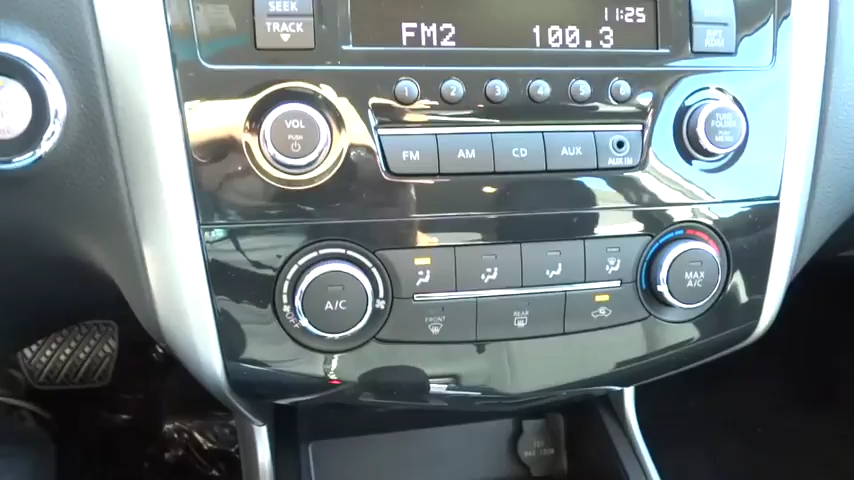 SEEK
TRACK
11:25
FM2 100.3
RPT
RDM
1 2 3 4 5 6
VOL
PUSH
TUNE
FOLDER
PUSH
MENU
FM AM CD AUX AUX IN
A/C
OFF
MAX
A/C
FRONT
REAR